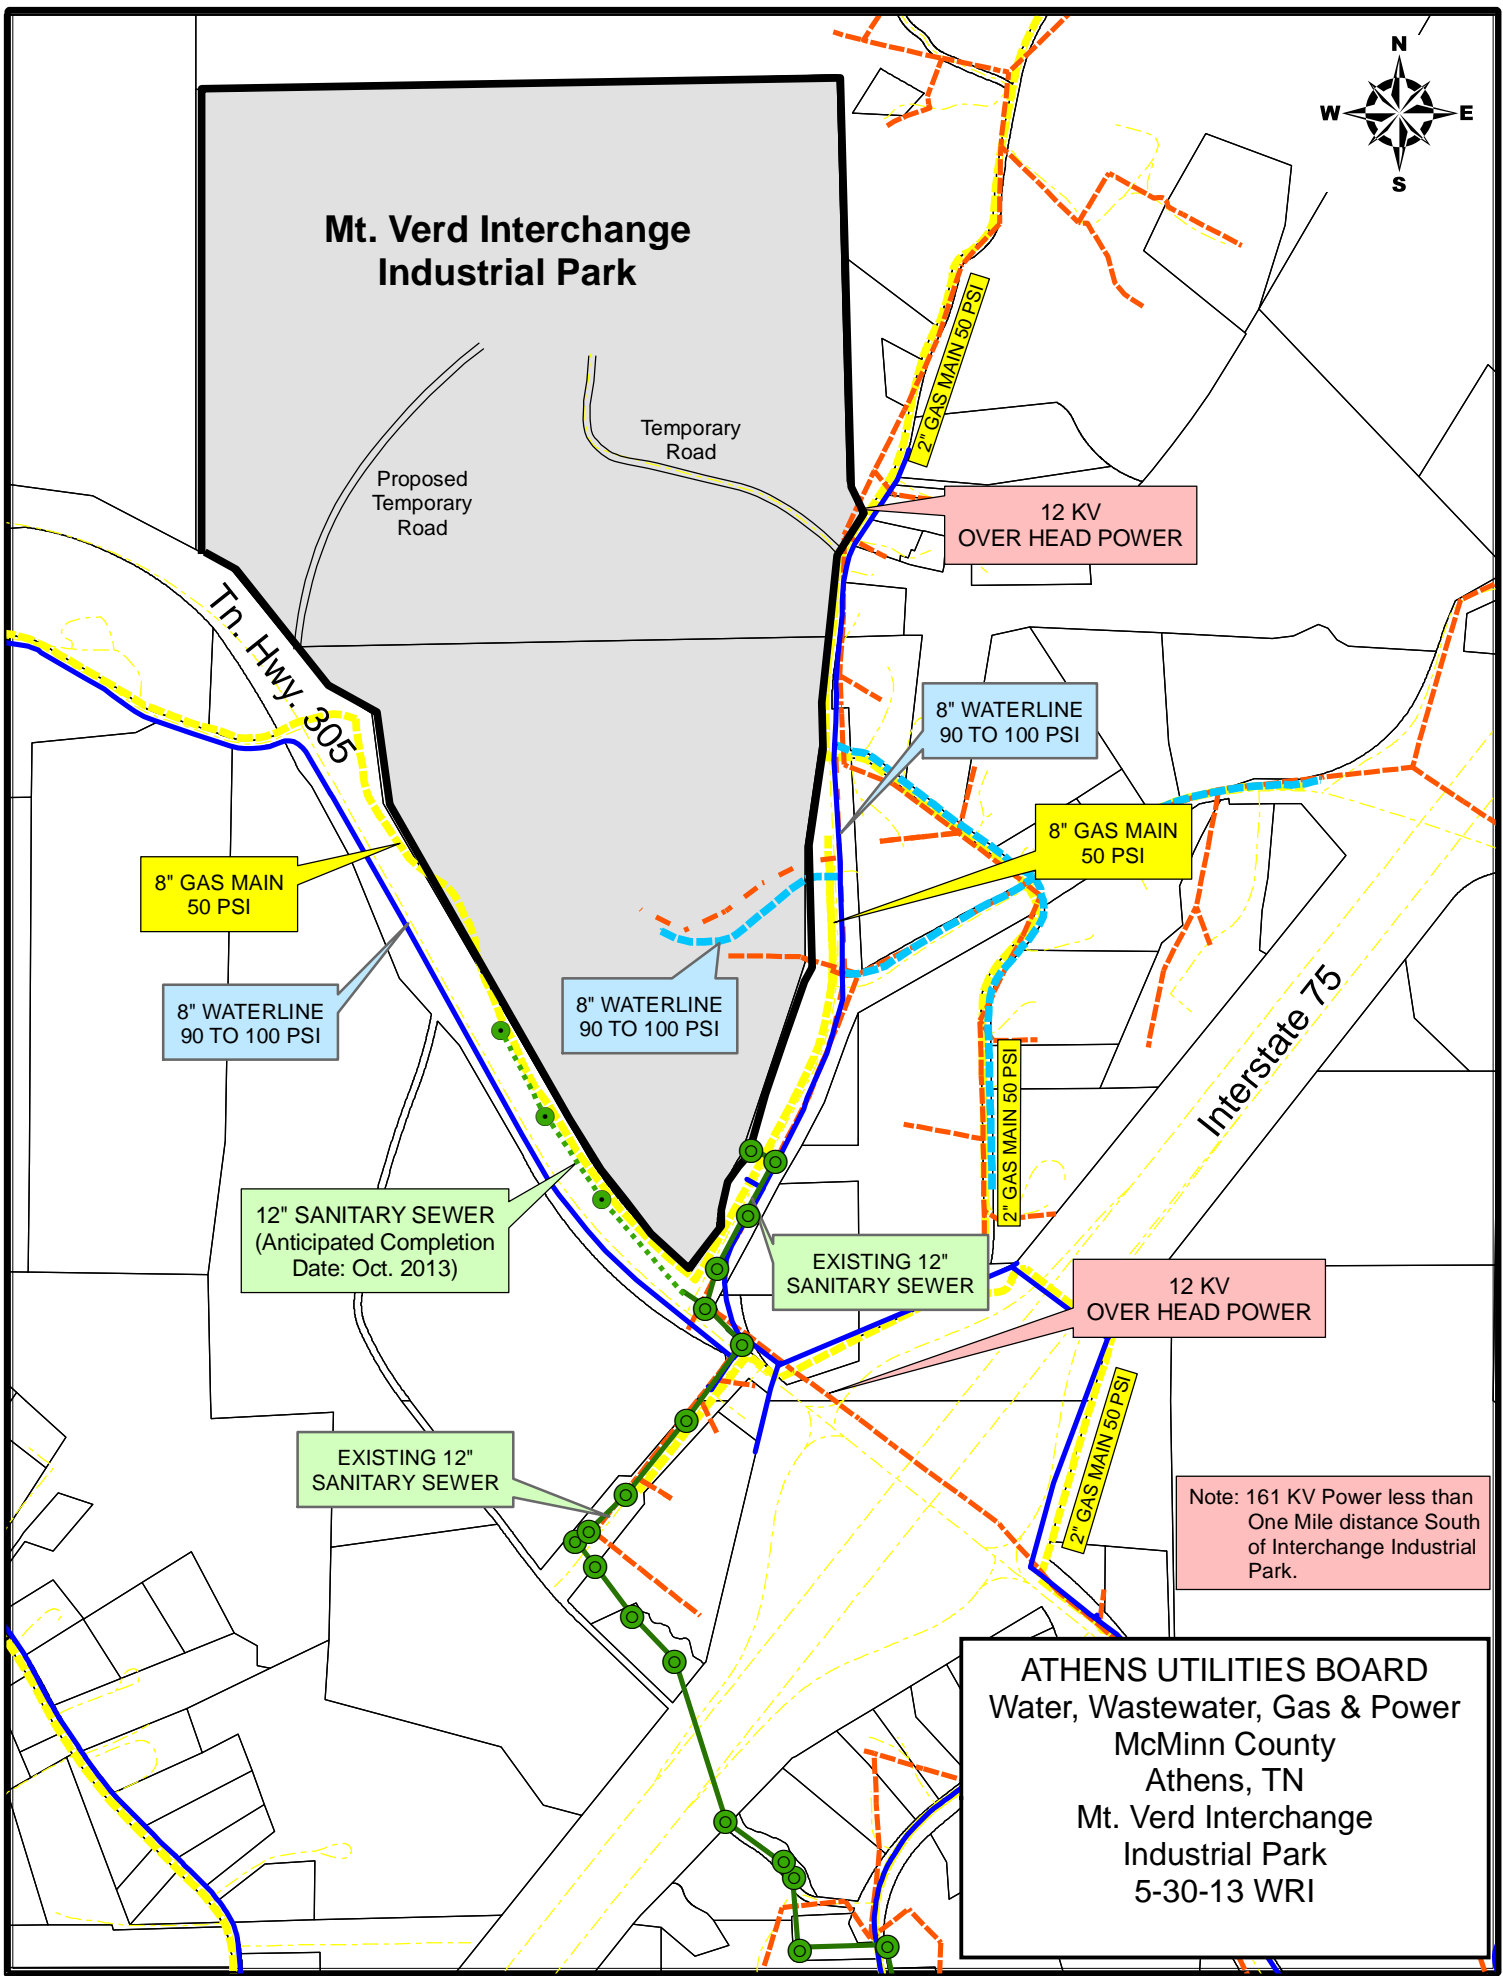 N
W
E
S
Mt. Verd Interchange
Industrial Park
2" GAS MAIN 50 PSI
Temporary
Road
Proposed
Temporary
Road
12 KV
OVER HEAD POWER
Tn. Hwy. 305
8" WATERLINE
90 TO 100 PSI
8" GAS MAIN
50 PSI
8" GAS MAIN
50 PSI
8" WATERLINE
90 TO 100 PSI
8" WATERLINE
90 TO 100 PSI
Interstate 75
2" GAS MAIN 50 PSI
12" SANITARY SEWER
(Anticipated Completion
Date: Oct. 2013)
EXISTING 12"
SANITARY SEWER
12 KV
OVER HEAD POWER
2" GAS MAIN 50 PSI
EXISTING 12"
SANITARY SEWER
Note: 161 KV Power less than
One Mile distance South
of Interchange Industrial
Park.
ATHENS UTILITIES BOARD
Water, Wastewater, Gas & Power
McMinn County
Athens, TN
Mt. Verd Interchange
Industrial Park
5-30-13 WRI